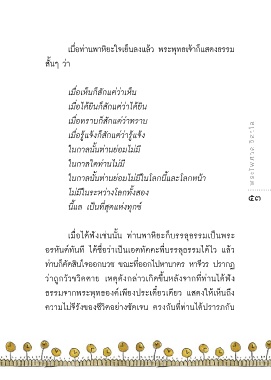 เมื่อท่านพาหิยะใจเย็นลงแล้ว พระพุทธเจ้าก็แสดงธรรม
สั้นๆ ว่า
เมื่อเห็นก็สักแต่ว่าเห็น
เมื่อได้ยินก็สักแต่ว่าได้ยิน
เมื่อทราบก็สักแต่ว่าทราบ
เมื่อรู้แจ้งก็สักแต่ว่ารู้แจ้ง
ในกาลนั้นท่านย่อมไม่มี
ในกาลใดท่านไม่มี
ในกาลนั้นท่านย่อมไม่มีในโลกนี้และโลกหน้า
ไม่มีในระหว่างโลกทั้งสอง
นี้แล เป็นที่สุดแห่งทุกข์
พระไพศาล วิสาโล
๕๓
เมื่อได้ฟังเช่นนั้น ท่านพาหิยะก็บรรลุธรรมเป็นพระ
อรหันต์ทันที ได้ชื่อว่าเป็นเอตทัคคะที่บรรลุธรรมได้ไว แล้ว
ท่านก็คิดสินใจออกบวช ขณะที่ออกไปหาบาตร หาจีวร ปรากฏ
ว่าถูกวัวขวิดตาย เหตุดังกล่าวเกิดขึ้นหลังจากที่ท่านได้ฟัง
ธรรมจากพระพุทธองค์เพียงประเดี๋ยวเดียว แสดงให้เห็นถึง
ความไม่จีรังของชีวิตอย่างชัดเจน ตรงกับที่ท่านได้ปรารภกับ